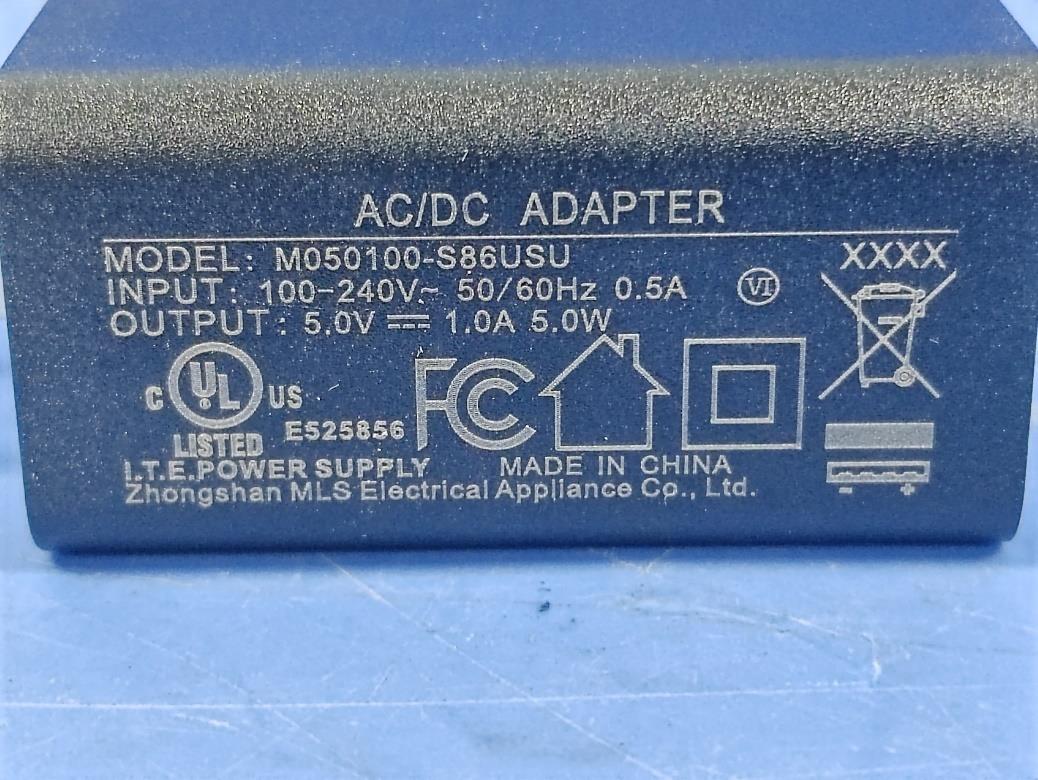 AC/DC ADAPTER
MODEL: M050100-S86USU
XXXX
INPUT: 100-240V~ 50/60Hz 0.5A
VI
OUTPUT: 5.0V ⎓ 1.0A 5.0W
C UL US
LISTED
E525856
FC
I.T.E.POWER SUPPLY
MADE IN CHINA
Zhongshan MLS Electrical Appliance Co., Ltd.
- +